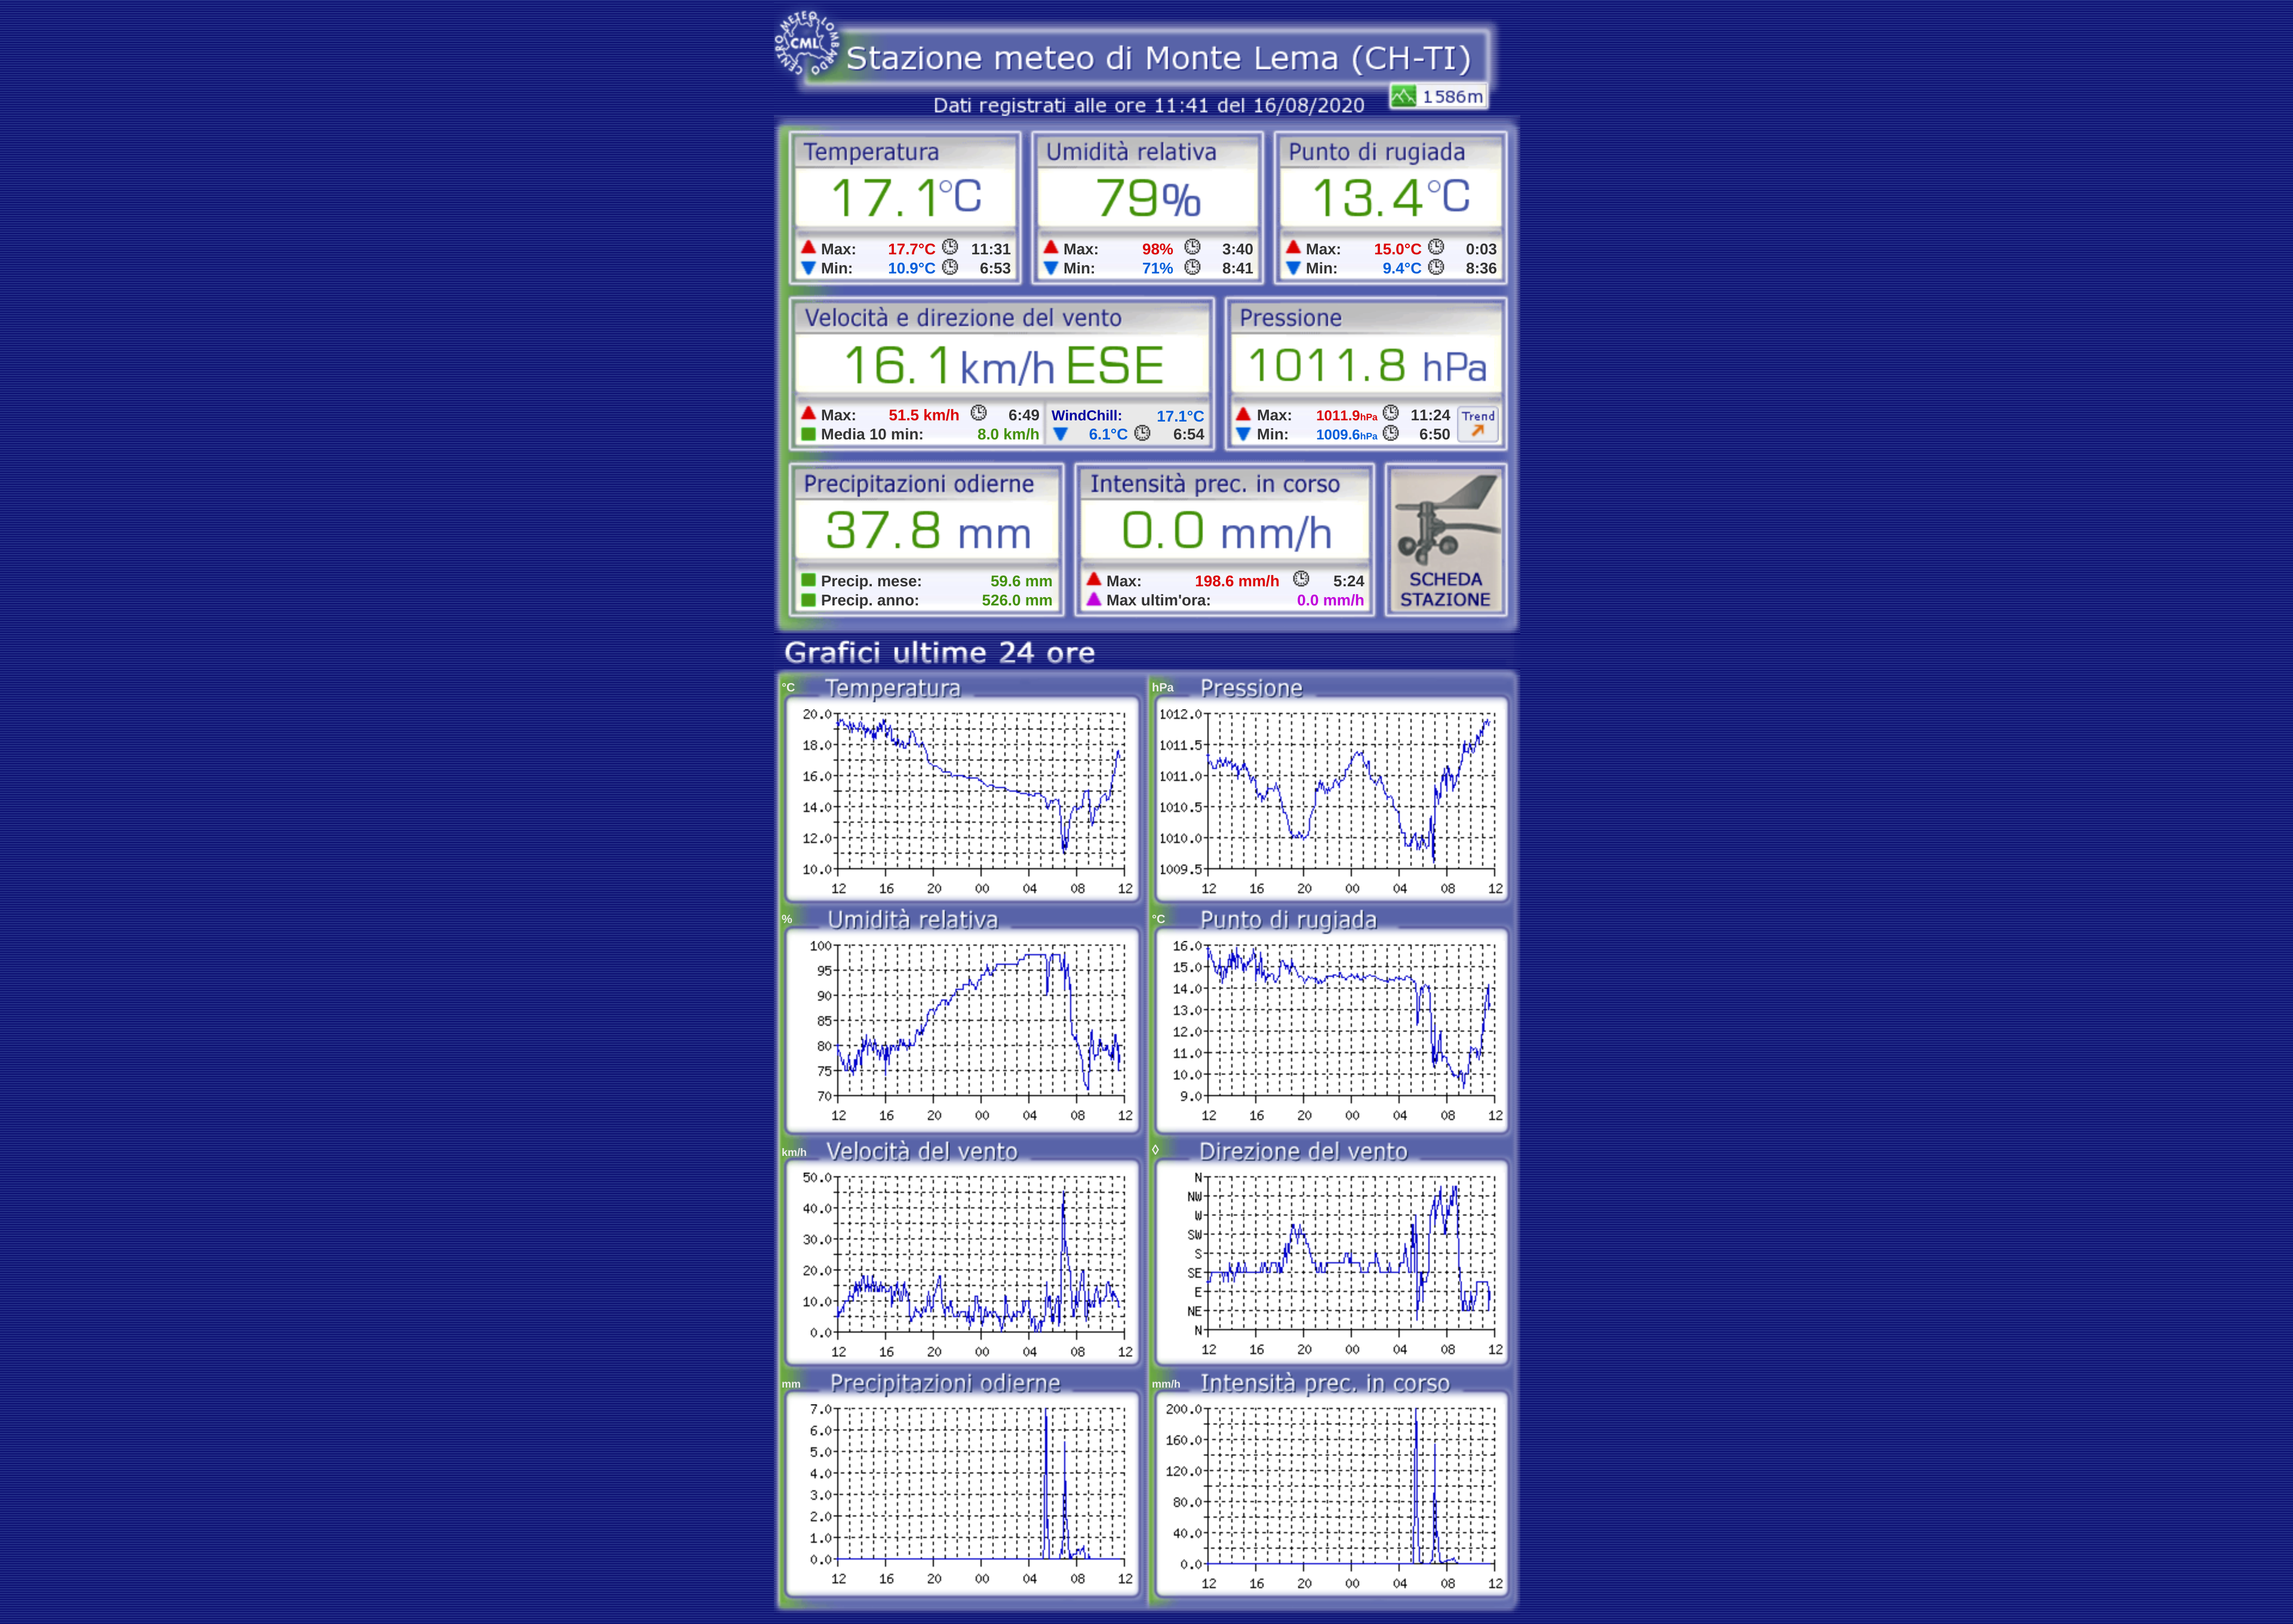 CENTRO METEO LOMBARDO
CML
Stazione meteo di Monte Lema (CH-TI)
Dati registrati alle ore 11:41 del 16/08/2020
1586m
Temperatura
17.1°C
Max: 17.7°C 11:31
Min: 10.9°C 6:53
Umidità relativa
79%
Max: 98% 3:40
Min: 71% 8:41
Punto di rugiada
13.4°C
Max: 15.0°C 0:03
Min: 9.4°C 8:36
Velocità e direzione del vento
16.1 km/h ESE
Max: 51.5 km/h 6:49
Media 10 min: 8.0 km/h
WindChill: 17.1°C
6.1°C 6:54
Pressione
1011.8 hPa
Max: 1011.9hPa 11:24
Min: 1009.6hPa 6:50
Trend
Precipitazioni odierne
37.8 mm
Precip. mese: 59.6 mm
Precip. anno: 526.0 mm
Intensità prec. in corso
0.0 mm/h
Max: 198.6 mm/h 5:24
Max ultim'ora: 0.0 mm/h
SCHEDA
STAZIONE
Grafici ultime 24 ore
°C Temperatura
20.0
18.0
16.0
14.0
12.0
10.0
12 16 20 00 04 08 12
hPa Pressione
1012.0
1011.5
1011.0
1010.5
1010.0
1009.5
12 16 20 00 04 08 12
% Umidità relativa
100
95
90
85
80
75
70
12 16 20 00 04 08 12
°C Punto di rugiada
16.0
15.0
14.0
13.0
12.0
11.0
10.0
9.0
12 16 20 00 04 08 12
km/h Velocità del vento
50.0
40.0
30.0
20.0
10.0
0.0
12 16 20 00 04 08 12
◊ Direzione del vento
N
NW
W
SW
S
SE
E
NE
N
12 16 20 00 04 08 12
mm Precipitazioni odierne
7.0
6.0
5.0
4.0
3.0
2.0
1.0
0.0
12 16 20 00 04 08 12
mm/h Intensità prec. in corso
200.0
160.0
120.0
80.0
40.0
0.0
12 16 20 00 04 08 12